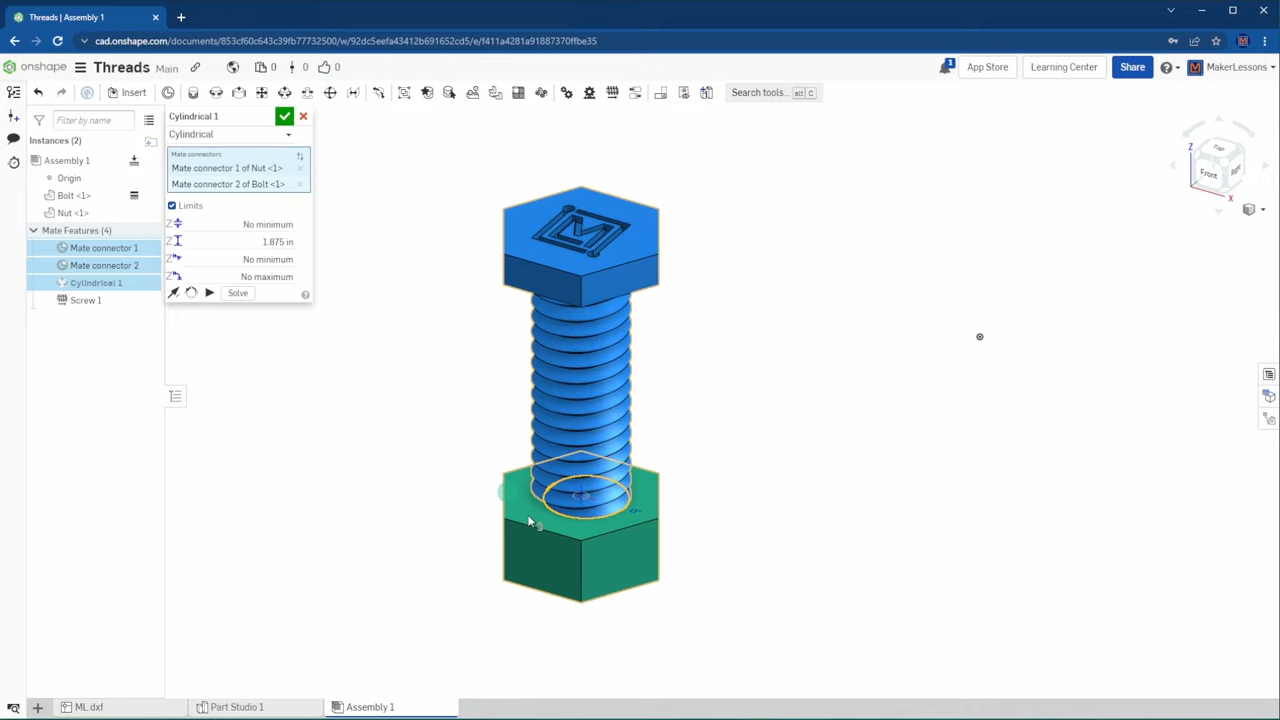 Threads | Assembly 1
cad.onshape.com/documents/853cf60c643c39fb77732500/w/92dc5eefa43412b691652cd5/e/f411a4281a91887370ffbe35
onshape Threads Main 0 0 0 1 App Store Learning Center Share MakerLessons
Insert Search tools... alt C
Filter by name
Instances (2)
Assembly 1
Origin
Bolt <1>
Nut <1>
Mate Features (4)
Mate connector 1
Mate connector 2
Cylindrical 1
Screw 1
Cylindrical 1
Cylindrical
Mate connectors
Mate connector 1 of Nut <1>
Mate connector 2 of Bolt <1>
Limits
Z No minimum
Z 1.875 in
Z No minimum
Z No maximum
Solve
Z Top Front Right X
M
ML.dxf Part Studio 1 Assembly 1